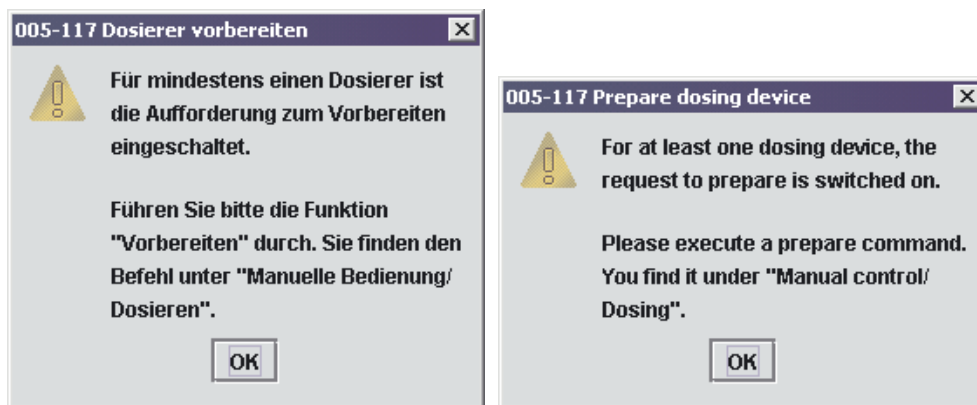 005-117 Dosierer vorbereiten
Für mindestens einen Dosierer ist
die Aufforderung zum Vorbereiten
eingeschaltet.
Führen Sie bitte die Funktion
"Vorbereiten" durch. Sie finden den
Befehl unter "Manuelle Bedienung/
Dosieren".
OK
005-117 Prepare dosing device
For at least one dosing device, the
request to prepare is switched on.
Please execute a prepare command.
You find it under "Manual control/
Dosing".
OK